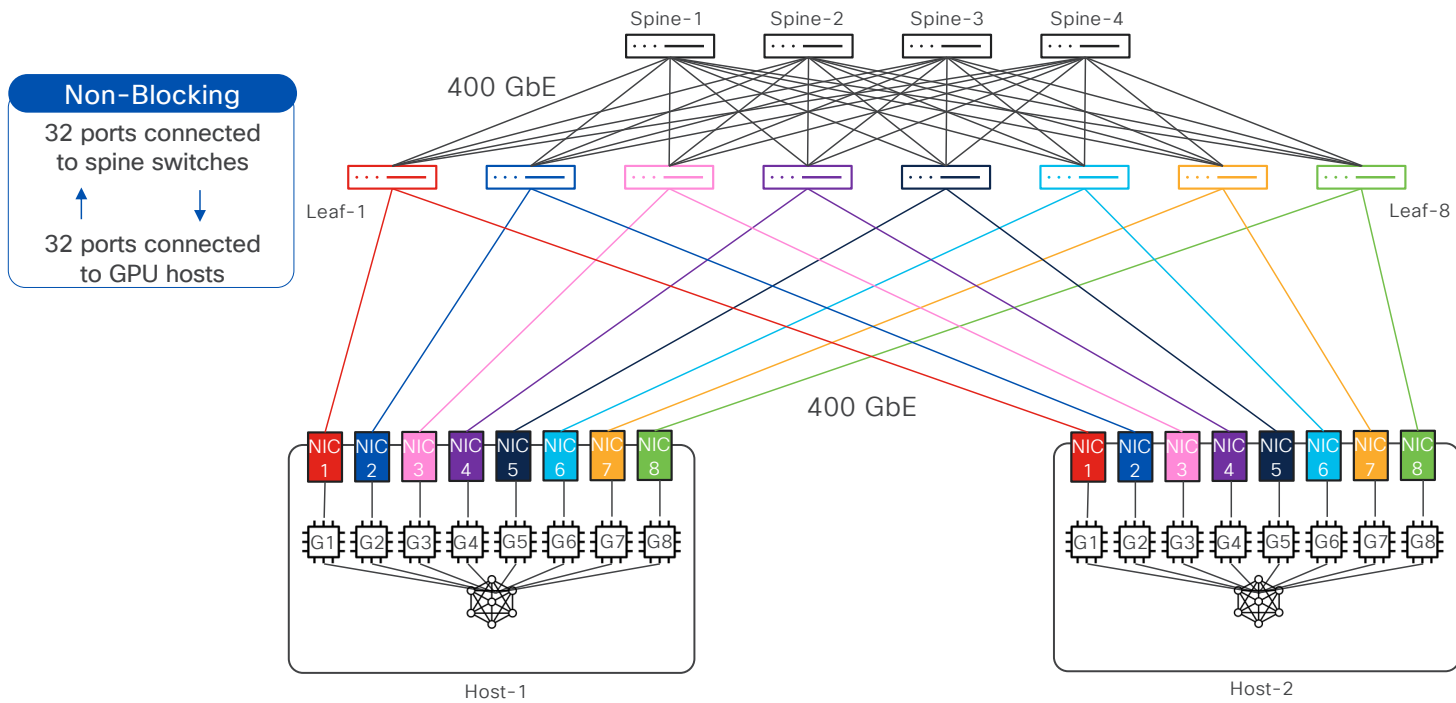 Spine-1
Spine-2
Spine-3
Spine-4
400 GbE
Non-Blocking
32 ports connected
to spine switches
32 ports connected
to GPU hosts
Leaf-1
Leaf-8
400 GbE
NIC 1
NIC 2
NIC 3
NIC 4
NIC 5
NIC 6
NIC 7
NIC 8
G1
G2
G3
G4
G5
G6
G7
G8
Host-1
NIC 1
NIC 2
NIC 3
NIC 4
NIC 5
NIC 6
NIC 7
NIC 8
G1
G2
G3
G4
G5
G6
G7
G8
Host-2